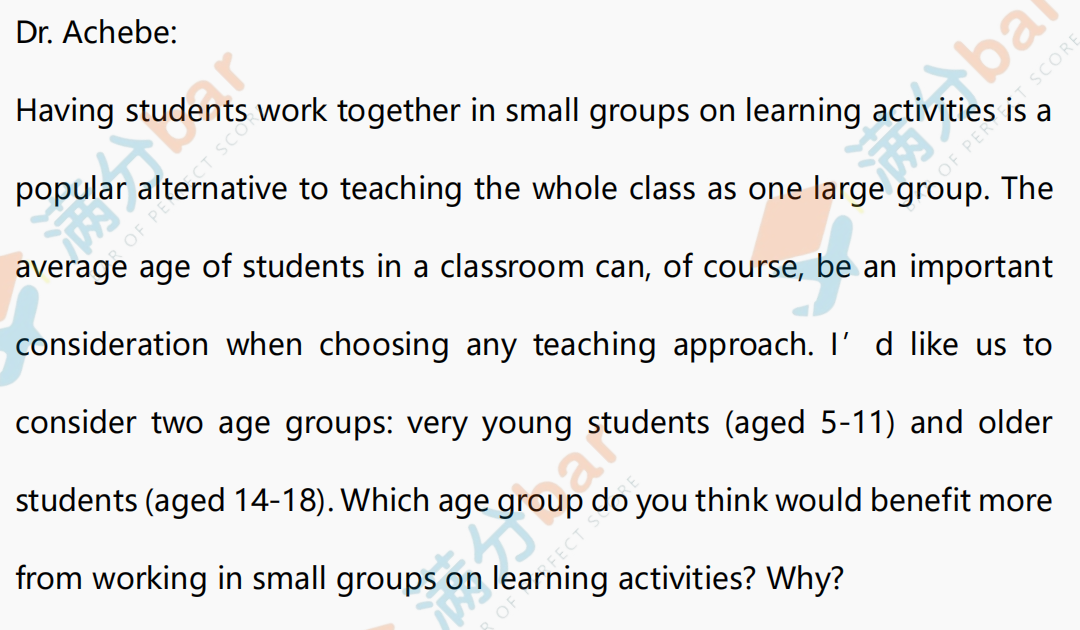 Dr. Achebe:
Having students work together in small groups on learning activities is a
popular alternative to teaching the whole class as one large group. The
average age of students in a classroom can, of course, be an important
consideration when choosing any teaching approach. I’ d like us to
consider two age groups: very young students (aged 5-11) and older
students (aged 14-18). Which age group do you think would benefit more
from working in small groups on learning activities? Why?
满分bar
BAR OF PERFECT SCORE
满分bar
BAR OF PERFECT SCORE
满分bar
BAR OF PERFECT SCORE